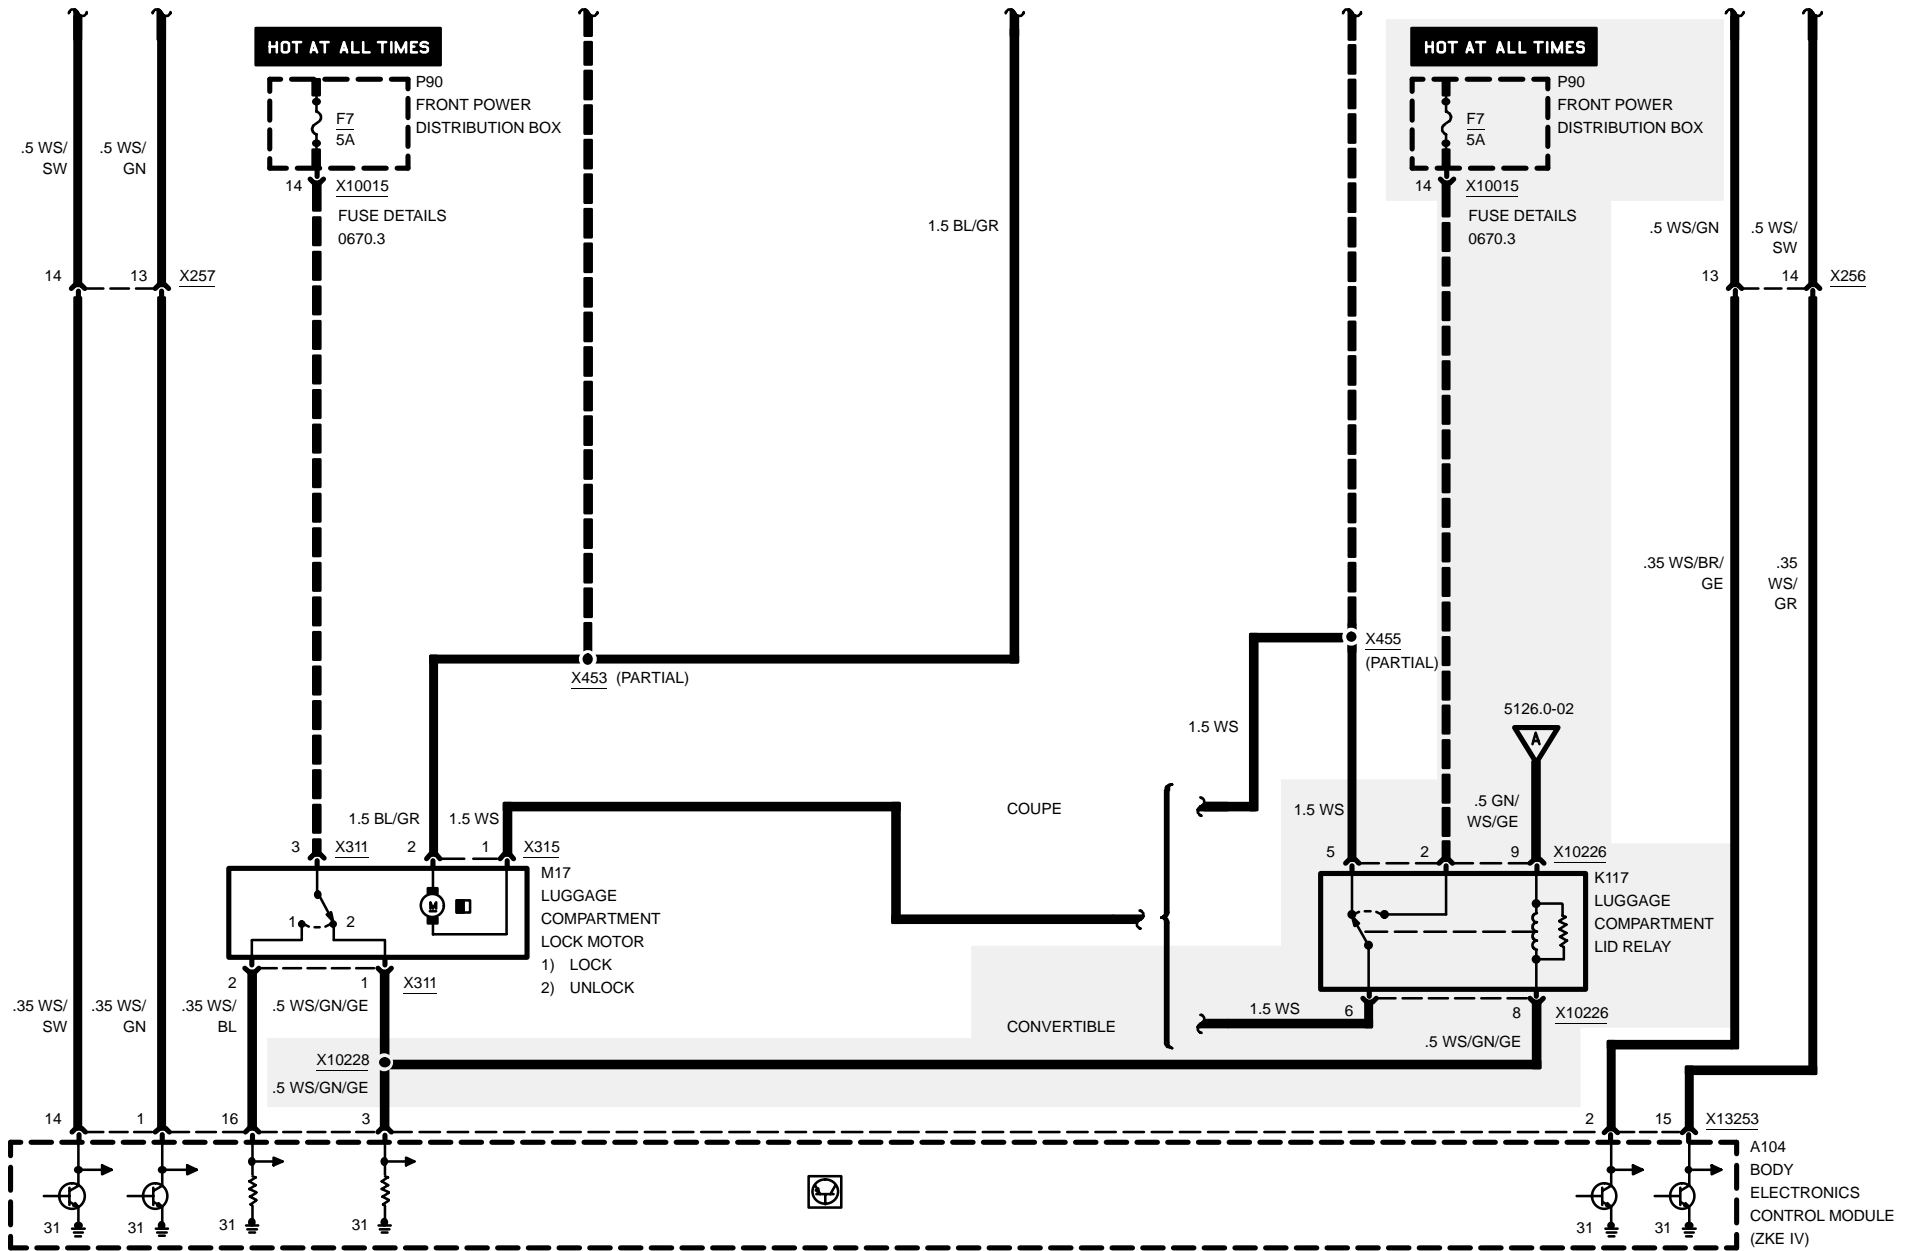 HOT AT ALL TIMES
P90
FRONT POWER
DISTRIBUTION BOX
F7
5A
14
X10015
FUSE DETAILS
0670.3
HOT AT ALL TIMES
P90
FRONT POWER
DISTRIBUTION BOX
F7
5A
14
X10015
FUSE DETAILS
0670.3
.5 WS/
SW
.5 WS/
GN
1.5 BL/GR
.5 WS/GN
.5 WS/
SW
14
13
X257
13
14
X256
.35 WS/BR/
GE
.35
WS/
GR
X453 (PARTIAL)
X455
(PARTIAL)
1.5 WS
5126.0-02
A
COUPE
1.5 WS
.5 GN/
WS/GE
1.5 BL/GR
1.5 WS
3
X311
2
1
X315
5
2
9
X10226
M17
LUGGAGE
COMPARTMENT
LOCK MOTOR
1) LOCK
2) UNLOCK
1
2
M
K117
LUGGAGE
COMPARTMENT
LID RELAY
2
1
X311
.35 WS/
SW
.35 WS/
GN
.35 WS/
BL
.5 WS/GN/GE
CONVERTIBLE
1.5 WS
6
8
X10226
.5 WS/GN/GE
X10228
.5 WS/GN/GE
14
1
16
3
2
15
X13253
A104
BODY
ELECTRONICS
CONTROL MODULE
(ZKE IV)
31
31
31
31
31
31